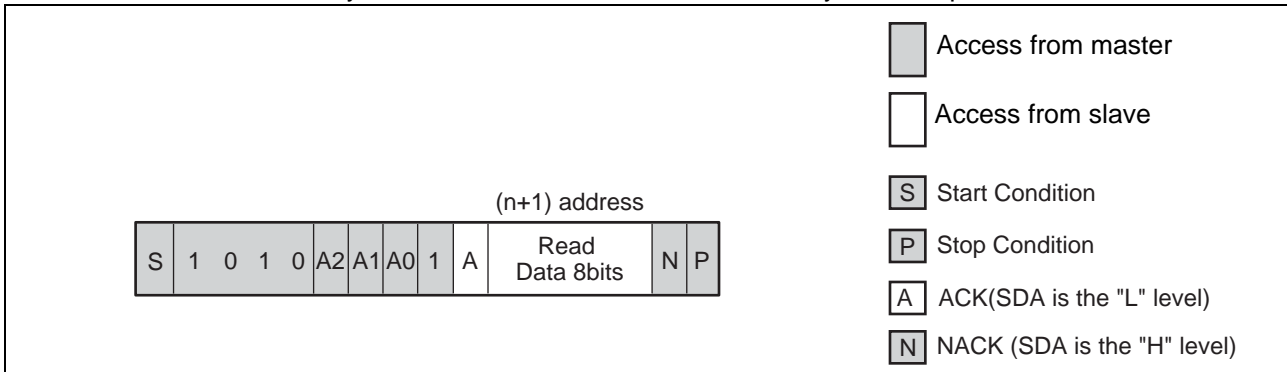 Access from master
Access from slave
(n+1) address
S 1 0 1 0 A2 A1 A0 1 A Read Data 8bits N P
S Start Condition
P Stop Condition
A ACK(SDA is the "L" level)
N NACK (SDA is the "H" level)